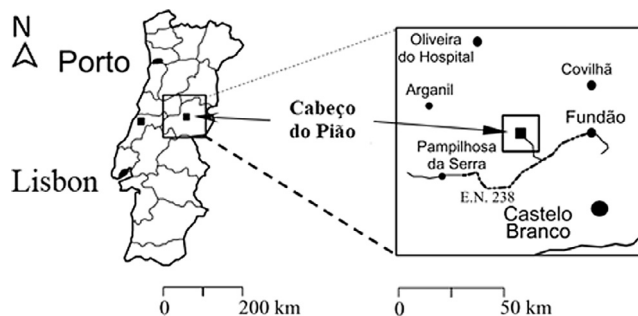 N
Porto
Lisbon
0
200 km
Cabeço
do Pião
Oliveira
do Hospital
Covilhã
Arganil
Fundão
Pampilhosa
da Serra
E.N. 238
Castelo
Branco
0
50 km